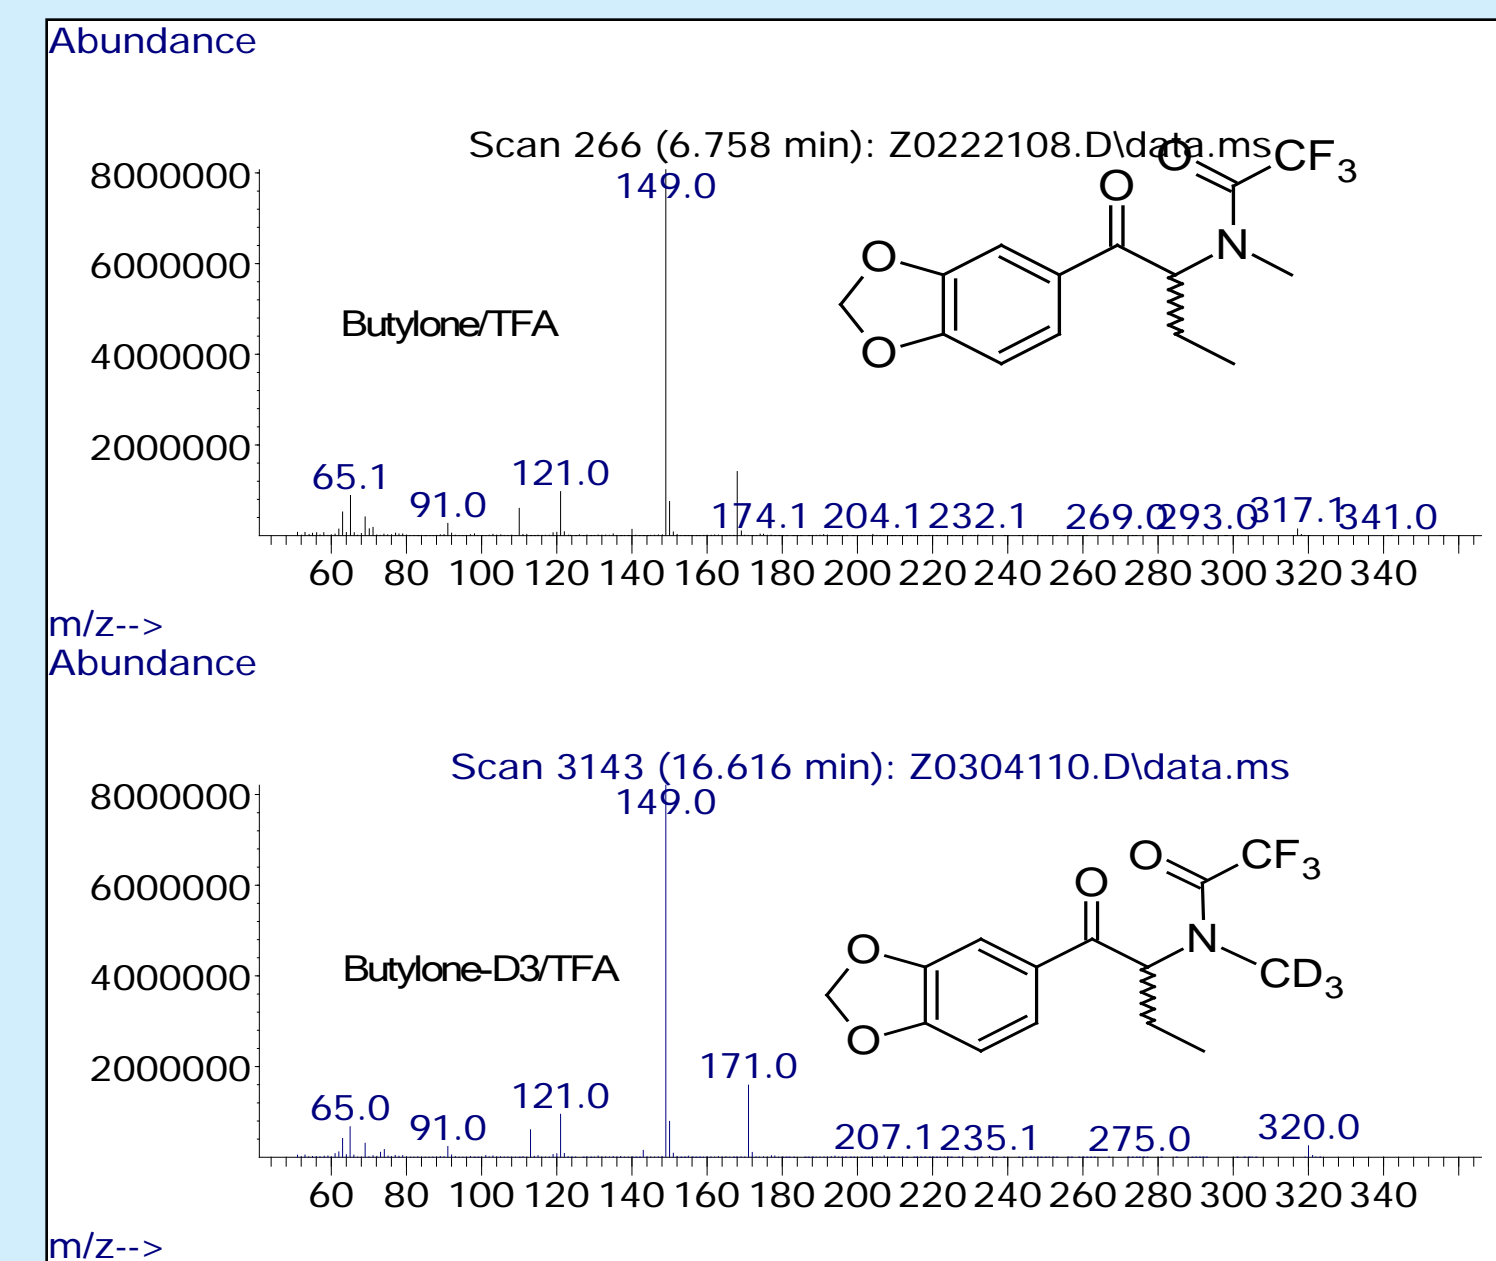 Abundance
Scan 266 (6.758 min): Z0222108.D\data.ms
8000000
149.0
6000000
Butylone/TFA
4000000
2000000
65.1
91.0
121.0
174.1 204.1 232.1 269.0 293.0 317.1 341.0
O
O
O
O
N
CF3
60 80 100 120 140 160 180 200 220 240 260 280 300 320 340
m/z-->
Abundance
Scan 3143 (16.616 min): Z0304110.D\data.ms
8000000
149.0
6000000
Butylone-D3/TFA
4000000
2000000
65.0
91.0
121.0
171.0
207.1 235.1 275.0 320.0
O
O
O
O
N
CF3
CD3
60 80 100 120 140 160 180 200 220 240 260 280 300 320 340
m/z-->